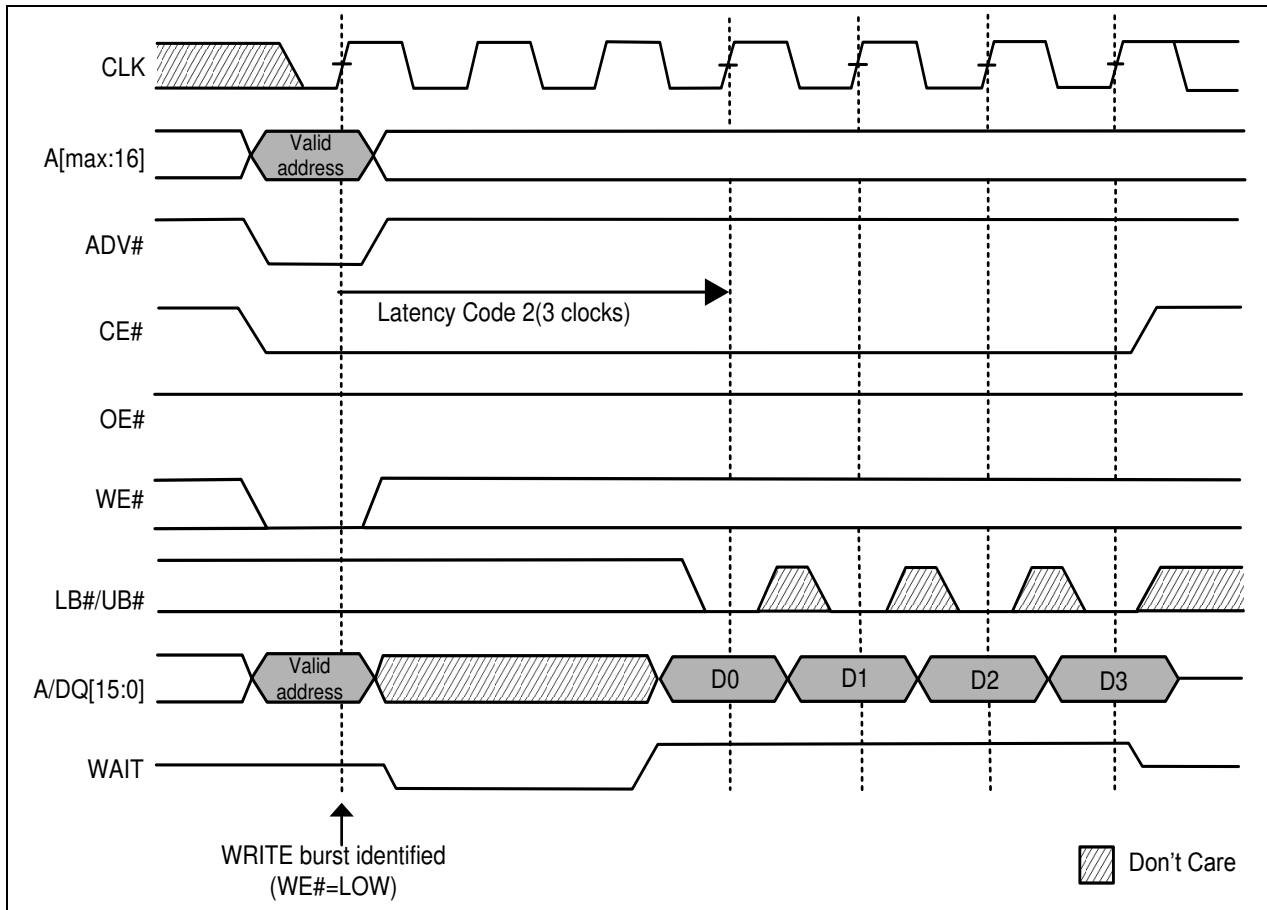 CLK
A[max:16]
Valid
address
ADV#
Latency Code 2(3 clocks)
CE#
OE#
WE#
LB#/UB#
A/DQ[15:0]
Valid
address
D0
D1
D2
D3
WAIT
WRITE burst identified
(WE#=LOW)
Don't Care